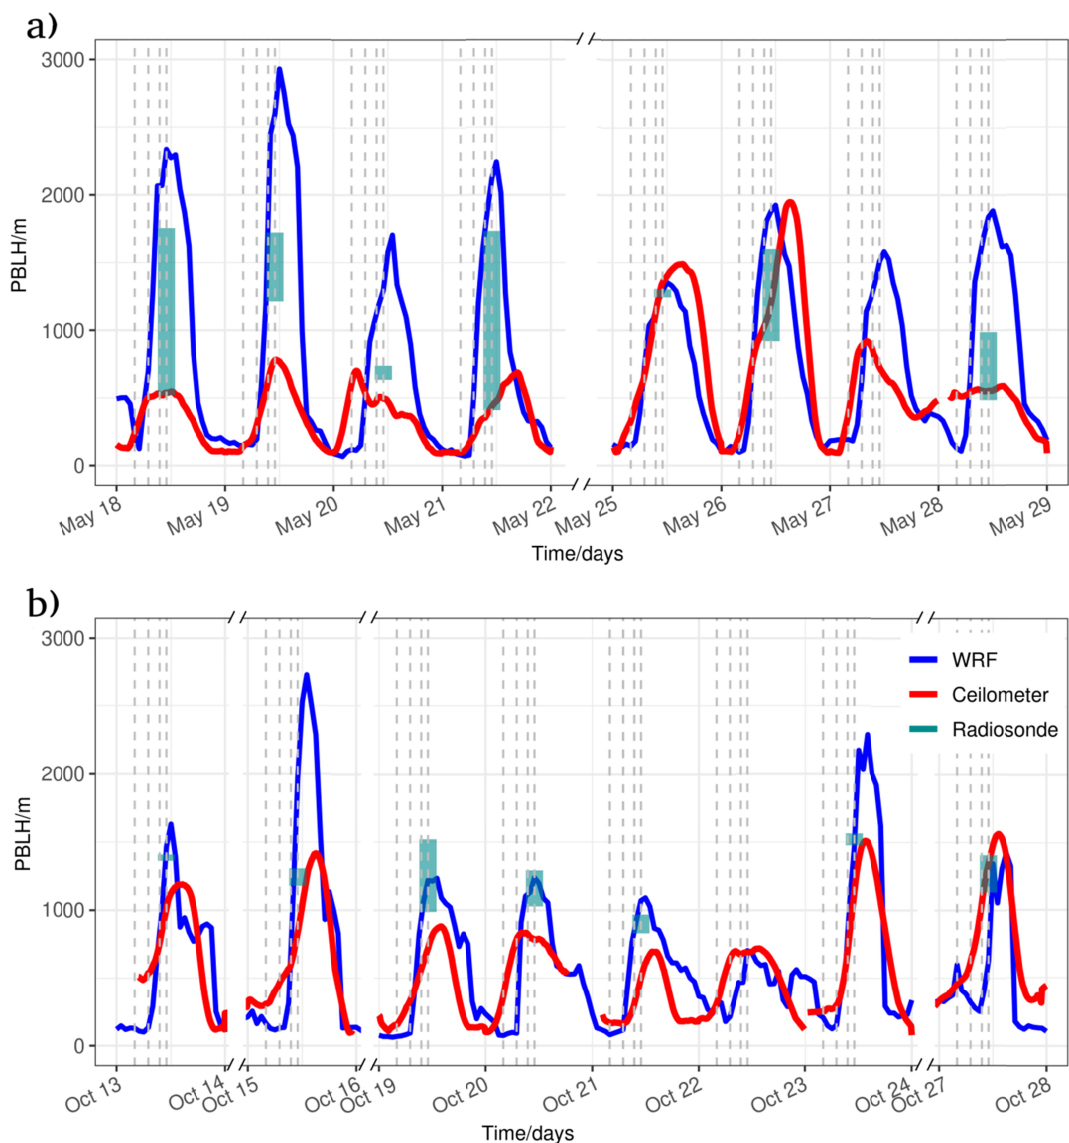 a)
3000
2000
1000
0
PBLH/m
May 18
May 19
May 20
May 21
May 22
May 25
May 26
May 27
May 28
May 29
Time/days
b)
3000
2000
1000
0
PBLH/m
WRF
Ceilometer
Radiosonde
Oct 13
Oct 14
Oct 15
Oct 16
Oct 19
Oct 20
Oct 21
Oct 22
Oct 23
Oct 24
Oct 27
Oct 28
Time/days